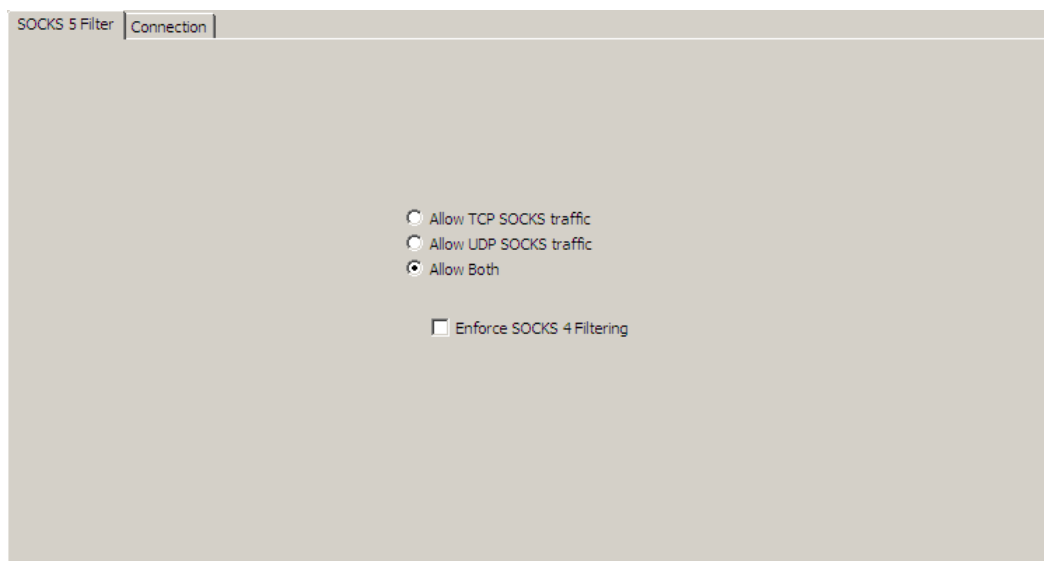 SOCKS 5 Filter Connection
Allow TCP SOCKS traffic
Allow UDP SOCKS traffic
Allow Both
Enforce SOCKS 4 Filtering